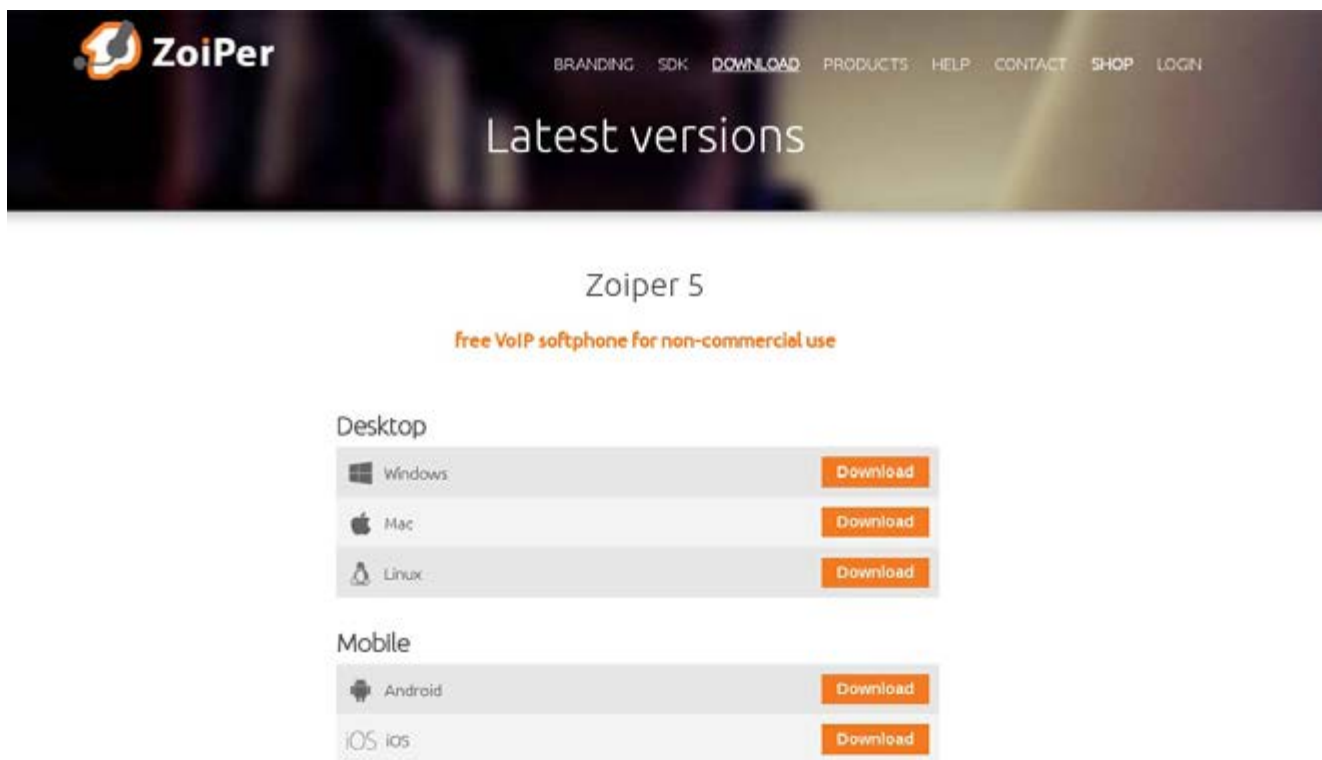 ZoiPer
BRANDING SDK DOWNLOAD PRODUCTS HELP CONTACT SHOP LOGIN
Latest versions
Zoiper 5
free VoIP softphone for non-commercial use
Desktop
Windows Download
Mac Download
Linux Download
Mobile
Android Download
iOS iOS Download